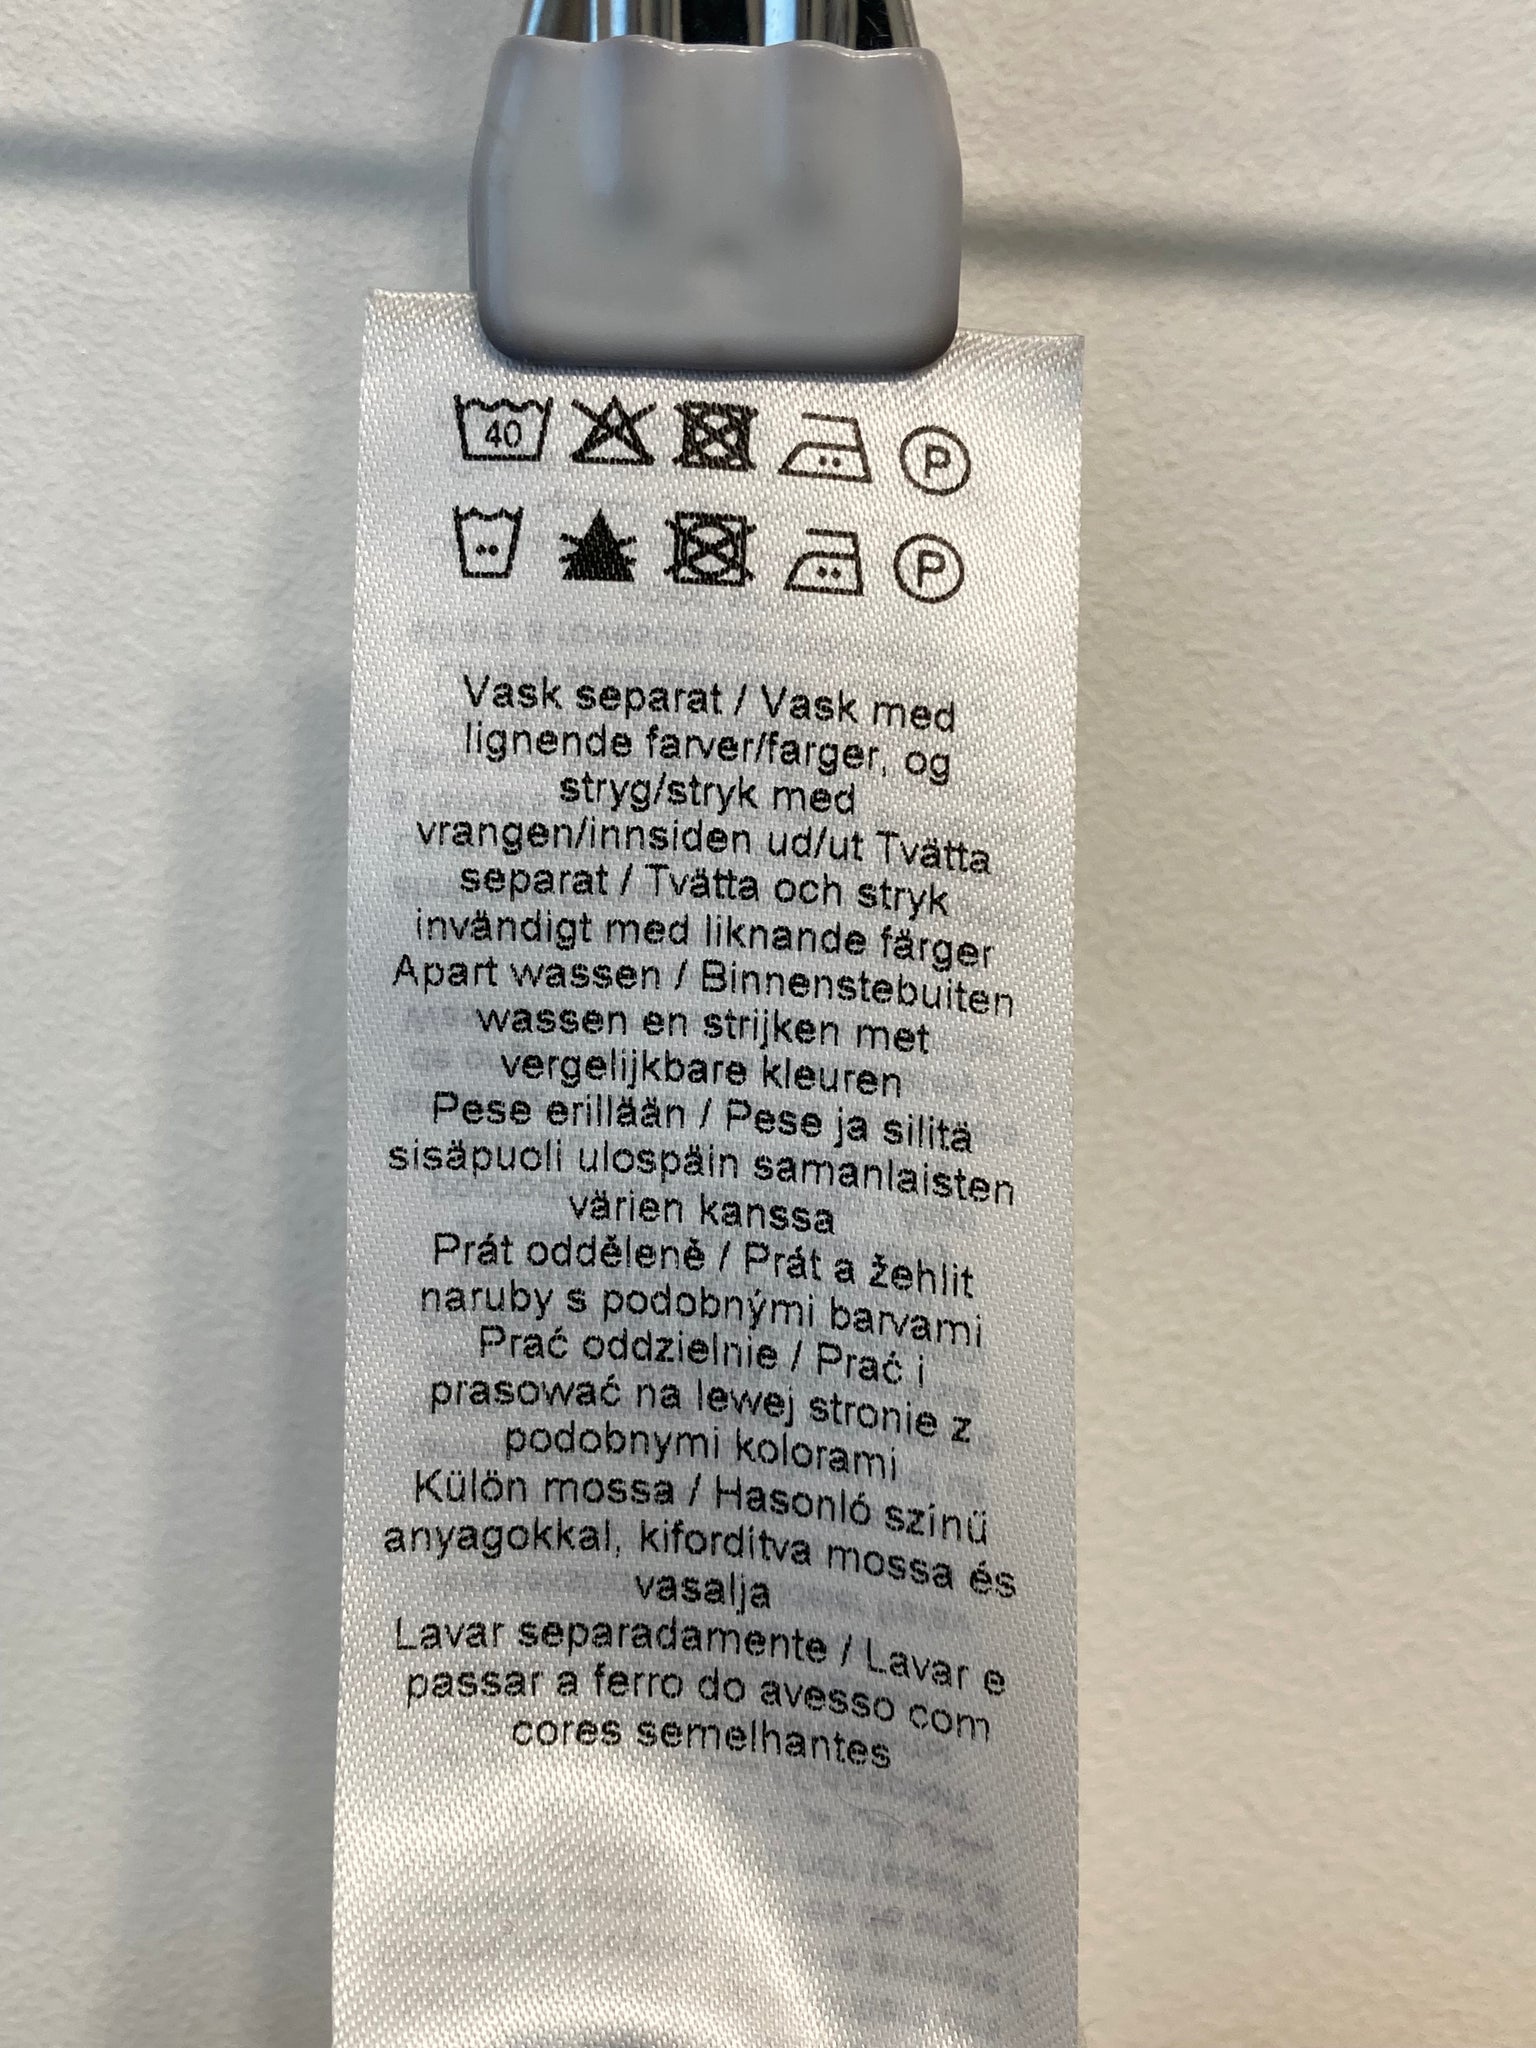 40 P
P
Vask separat / Vask med
lignende farver/farger, og
stryg/stryk med
vrangen/innsiden ud/ut Tvätta
separat / Tvätta och stryk
invändigt med liknande färger
Apart wassen / Binnenstebuiten
wassen en strijken met
vergelijkbare kleuren
Pese erillään / Pese ja silitä
sisäpuoli ulospäin samanlaisten
värien kanssa
Prát odděleně / Prát a žehlit
naruby s podobnými barvami
Prać oddzielnie / Prać i
prasować na lewej stronie z
podobnymi kolorami
Külön mossa / Hasonló színű
anyagokkal, kifordítva mossa és
vasalja
Lavar separadamente / Lavar e
passar a ferro do avesso com
cores semelhantes